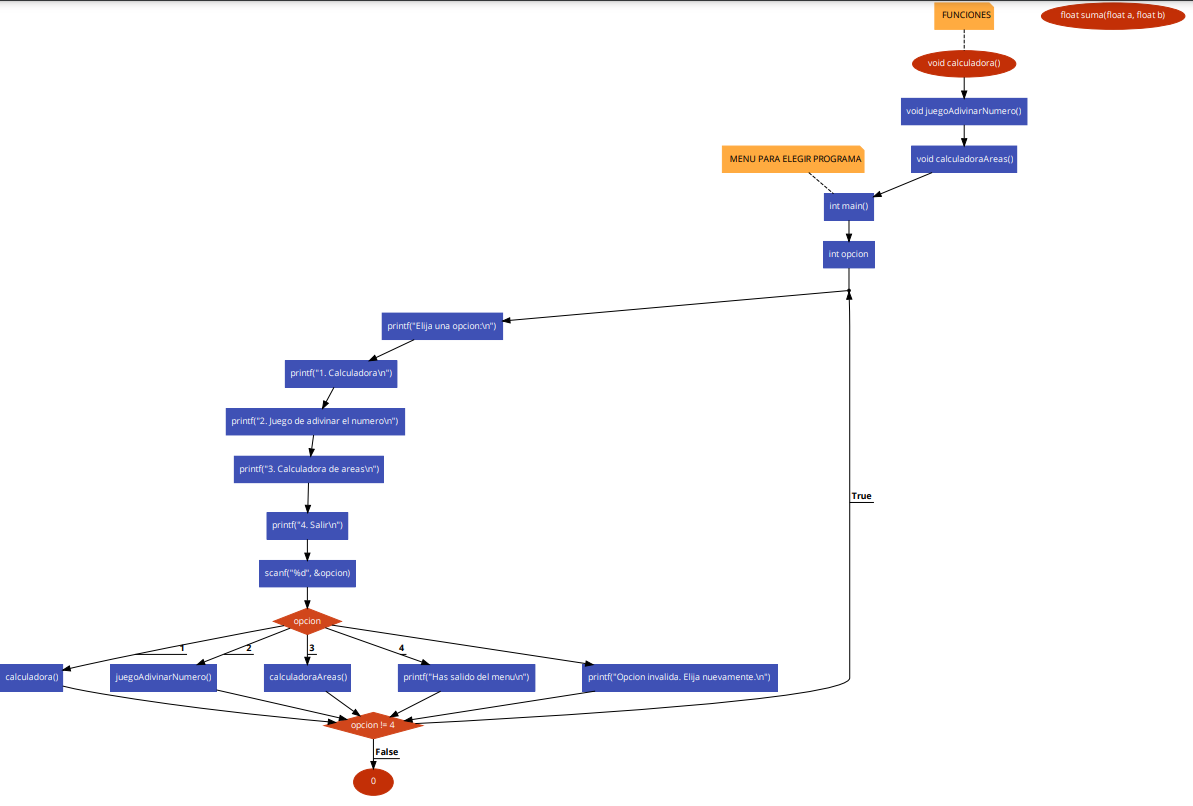 FUNCIONES
float suma(float a, float b)
void calculadora()
void juegoAdivinarNumero()
MENU PARA ELEGIR PROGRAMA
void calculadoraAreas()
int main()
int opcion
printf("Elija una opcion:\n")
printf("1. Calculadora\n")
printf("2. Juego de adivinar el numero\n")
printf("3. Calculadora de areas\n")
True
printf("4. Salir\n")
scanf("%d", &opcion)
opcion
1
2
3
4
calculadora()
juegoAdivinarNumero()
calculadoraAreas()
printf("Has salido del menu\n")
printf("Opcion invalida. Elija nuevamente.\n")
opcion != 4
False
0